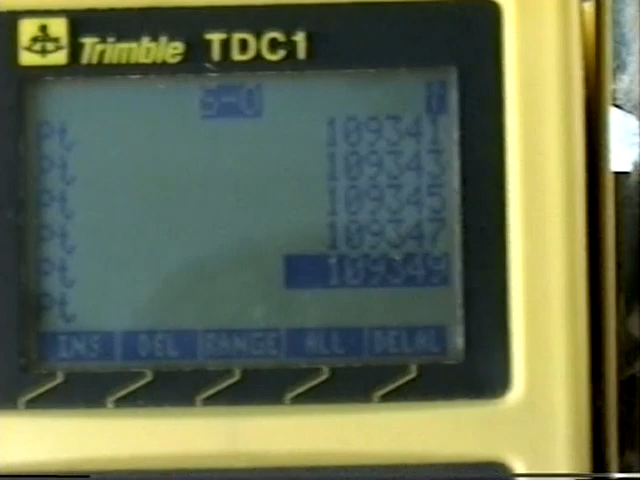 Trimble TDC1
S-O
Pt 109341
Pt 109343
Pt 109345
Pt 109347
Pt 109349
Pt
INS DEL RANGE ALL DELAL